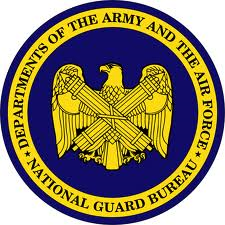 DEPARTMENTS OF THE ARMY AND THE AIR FORCE
NATIONAL GUARD BUREAU